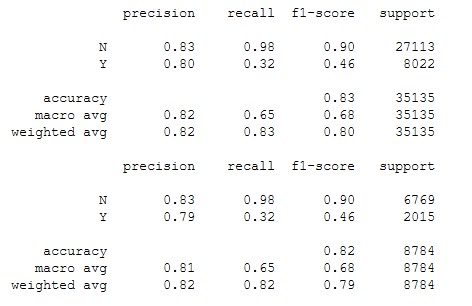 precision recall f1-score support
N 0.83 0.98 0.90 27113
Y 0.80 0.32 0.46 8022
accuracy 0.83 35135
macro avg 0.82 0.65 0.68 35135
weighted avg 0.82 0.83 0.80 35135
precision recall f1-score support
N 0.83 0.98 0.90 6769
Y 0.79 0.32 0.46 2015
accuracy 0.82 8784
macro avg 0.81 0.65 0.68 8784
weighted avg 0.82 0.82 0.79 8784